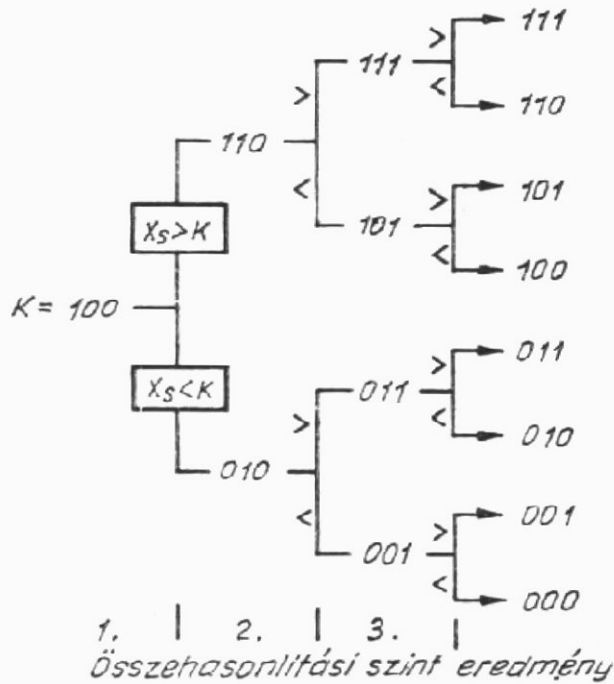 111
> 111 <
110
> 110 <
101
Xs>K
> 101 <
100
K= 100
011
Xs<K
> 011 <
010
> 010 <
001
> 001 <
000
1. | 2. | 3. |
Összehasonlitási szint eredmény